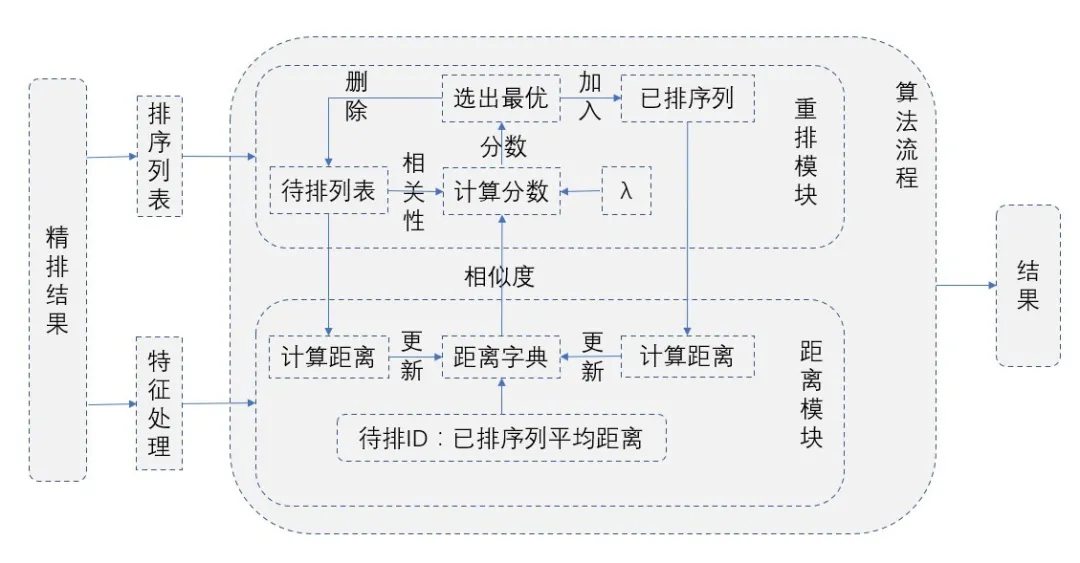 精排结果
排序列表
特征处理
算法流程
重排模块
删除
选出最优
加入
已排序列
分数
待排列表
相关性
计算分数
λ
相似度
距离模块
计算距离
更新
距离字典
更新
计算距离
待排ID：已排序列平均距离
结果